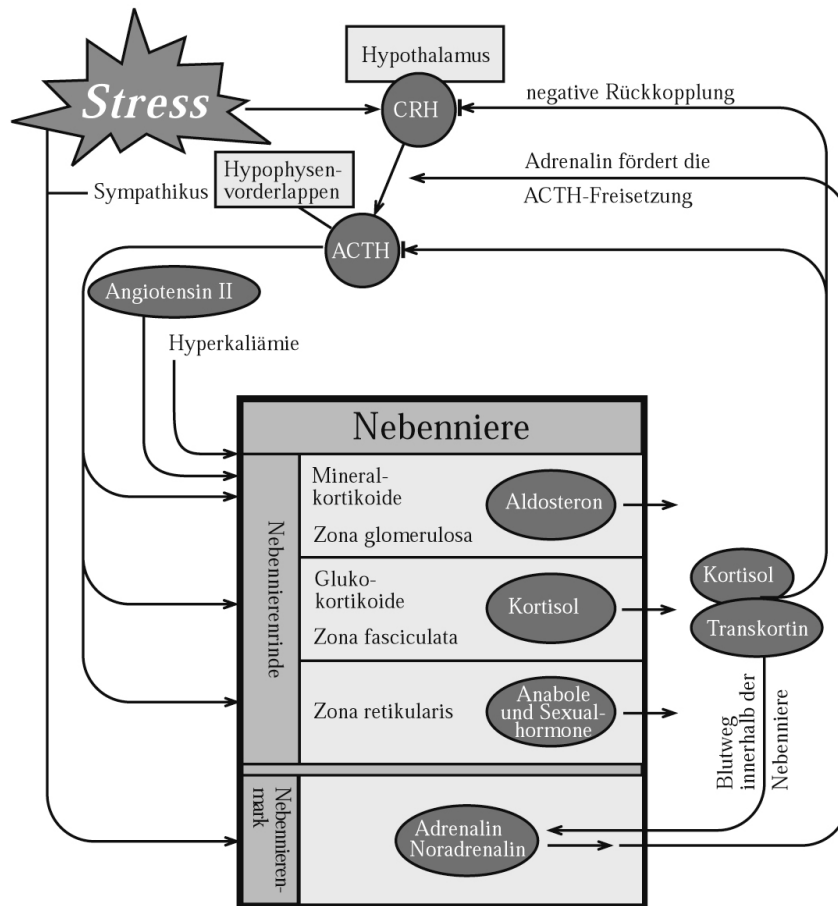 Hypothalamus
Stress
CRH
negative Rückkopplung
Adrenalin fördert die
ACTH-Freisetzung
Sympathikus
Hypophysen-
vorderlappen
ACTH
Angiotensin II
Hyperkaliämie
Nebenniere
Nebennierenrinde
Mineral-
kortikoide
Zona glomerulosa
Aldosteron
Gluko-
kortikoide
Zona fasciculata
Kortisol
Zona retikularis
Anabole
und Sexual-
hormone
Kortisol
Transkortin
Blutweg
innerhalb der
Nebenniere
Nebennieren-
mark
Adrenalin
Noradrenalin